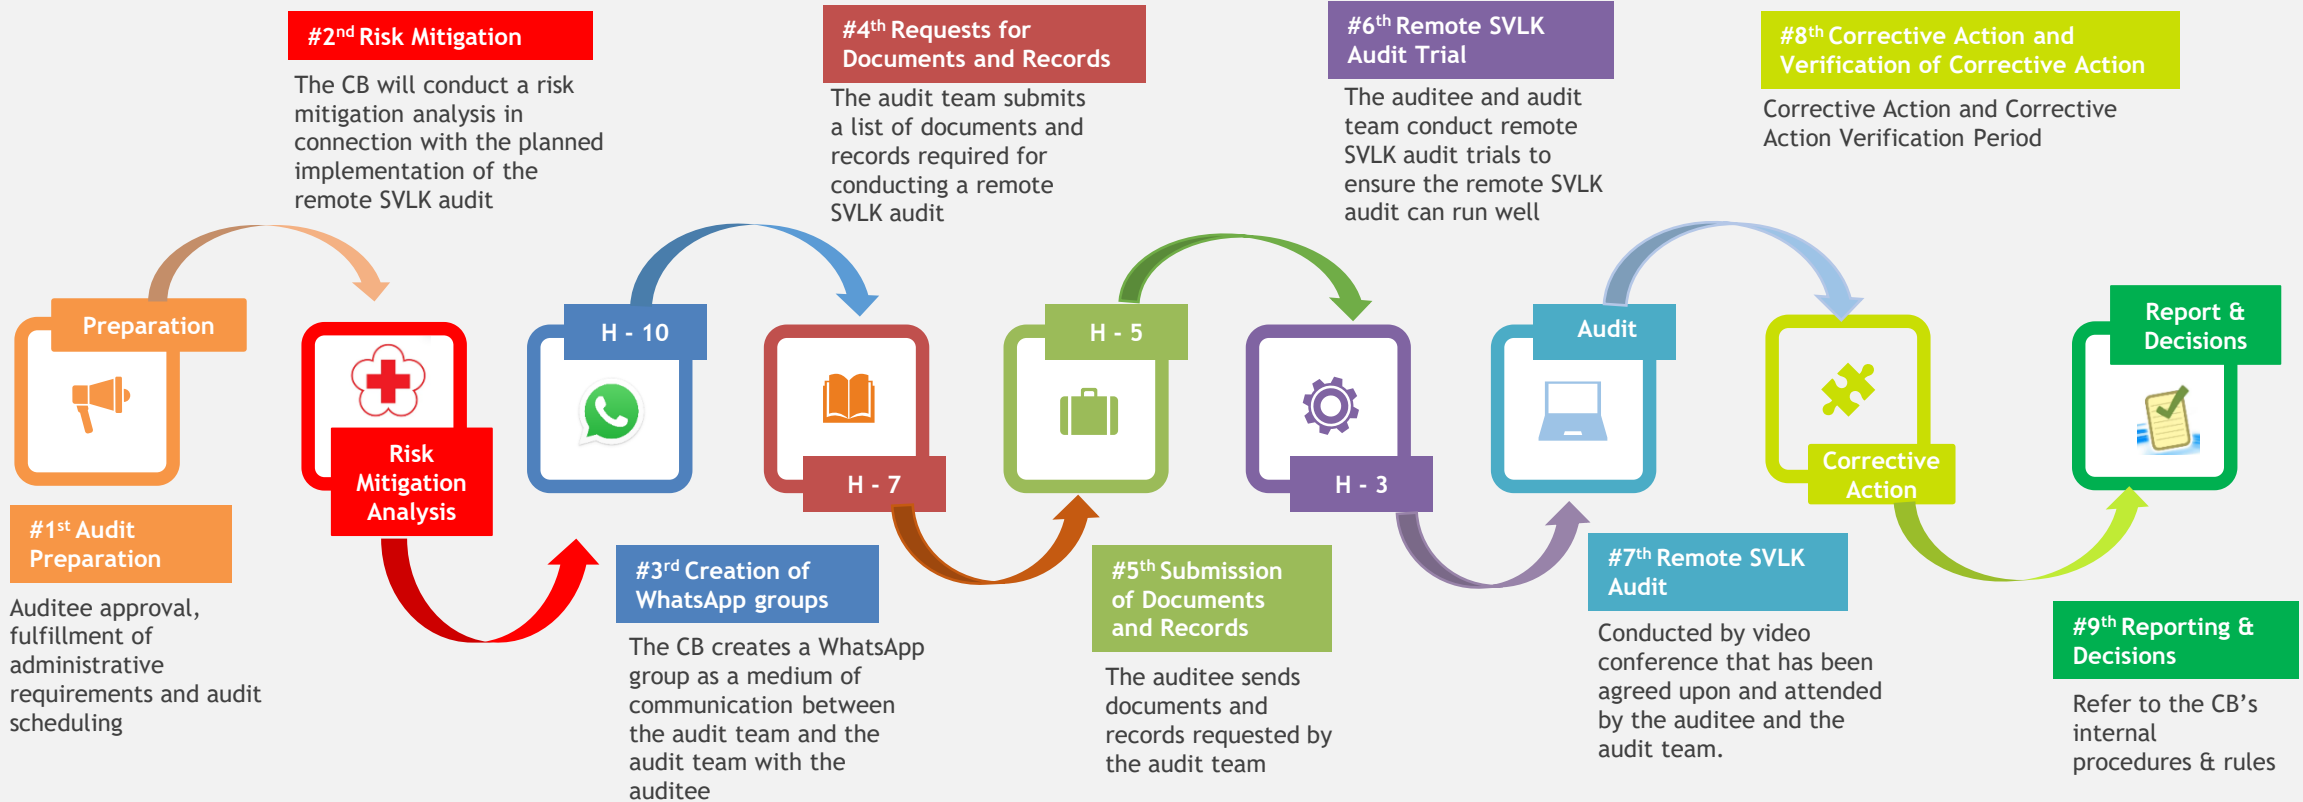 Preparation
#1st Audit
Preparation
Auditee approval,
fulfillment of
administrative
requirements and audit
scheduling
#2nd Risk Mitigation
The CB will conduct a risk
mitigation analysis in
connection with the planned
implementation of the
remote SVLK audit
Risk
Mitigation
Analysis
H - 10
#3rd Creation of
WhatsApp groups
The CB creates a WhatsApp
group as a medium of
communication between
the audit team and the
audit team with the
auditee
#4th Requests for
Documents and Records
The audit team submits
a list of documents and
records required for
conducting a remote
SVLK audit
H - 7
H - 5
#5th Submission
of Documents
and Records
The auditee sends
documents and
records requested by
the audit team
#6th Remote SVLK
Audit Trial
The auditee and audit
team conduct remote
SVLK audit trials to
ensure the remote SVLK
audit can run well
H - 3
Audit
#7th Remote SVLK
Audit
Conducted by video
conference that has been
agreed upon and attended
by the auditee and the
audit team.
#8th Corrective Action and
Verification of Corrective Action
Corrective Action and Corrective
Action Verification Period
Corrective
Action
Report &
Decisions
#9th Reporting &
Decisions
Refer to the CB’s
internal
procedures & rules